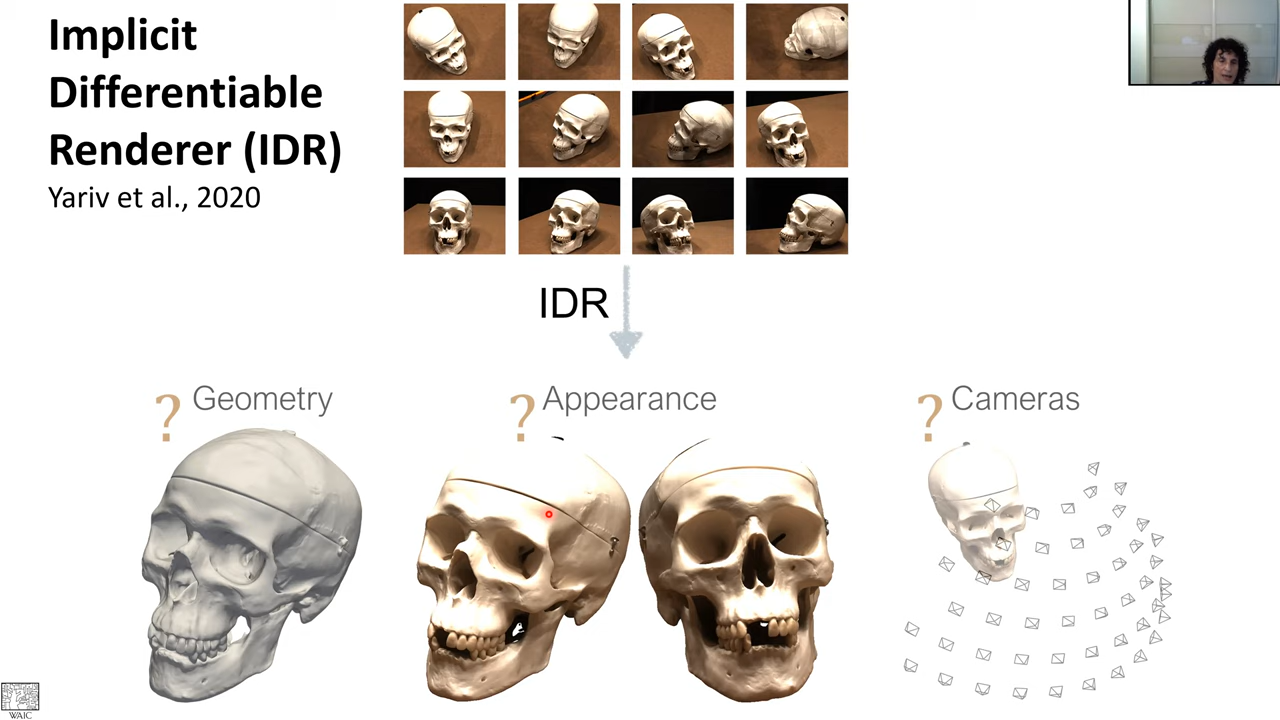 Implicit
Differentiable
Renderer (IDR)
Yariv et al., 2020
IDR
? Geometry
? Appearance
? Cameras
WAIC